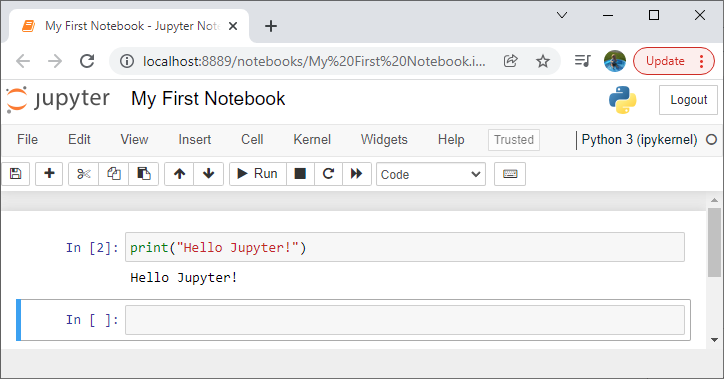 My First Notebook - Jupyter Note
localhost:8889/notebooks/My%20First%20Notebook.i...
Update
jupyter My First Notebook
Logout
File Edit View Insert Cell Kernel Widgets Help Trusted Python 3 (ipykernel)
Run Code
In [2]: print("Hello Jupyter!")
Hello Jupyter!
In [ ]: